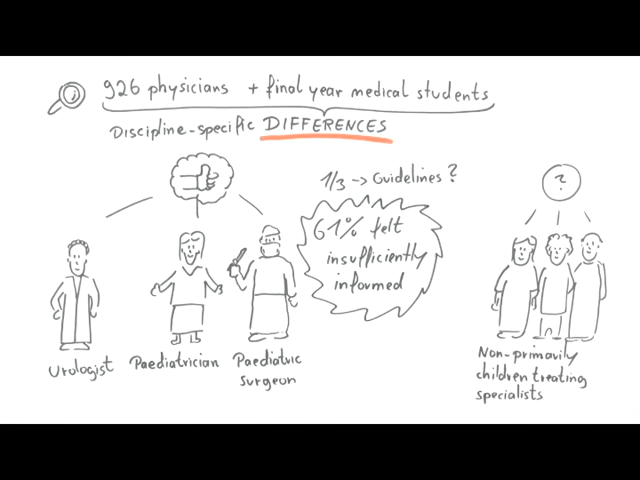 926 physicians + final year medical students
Discipline-specific DIFFERENCES
1/3 → Guidelines ?
61% felt
insufficiently
informed
?
Urologist
Paediatrician
Paediatric
surgeon
Non-primarily
children treating
specialists